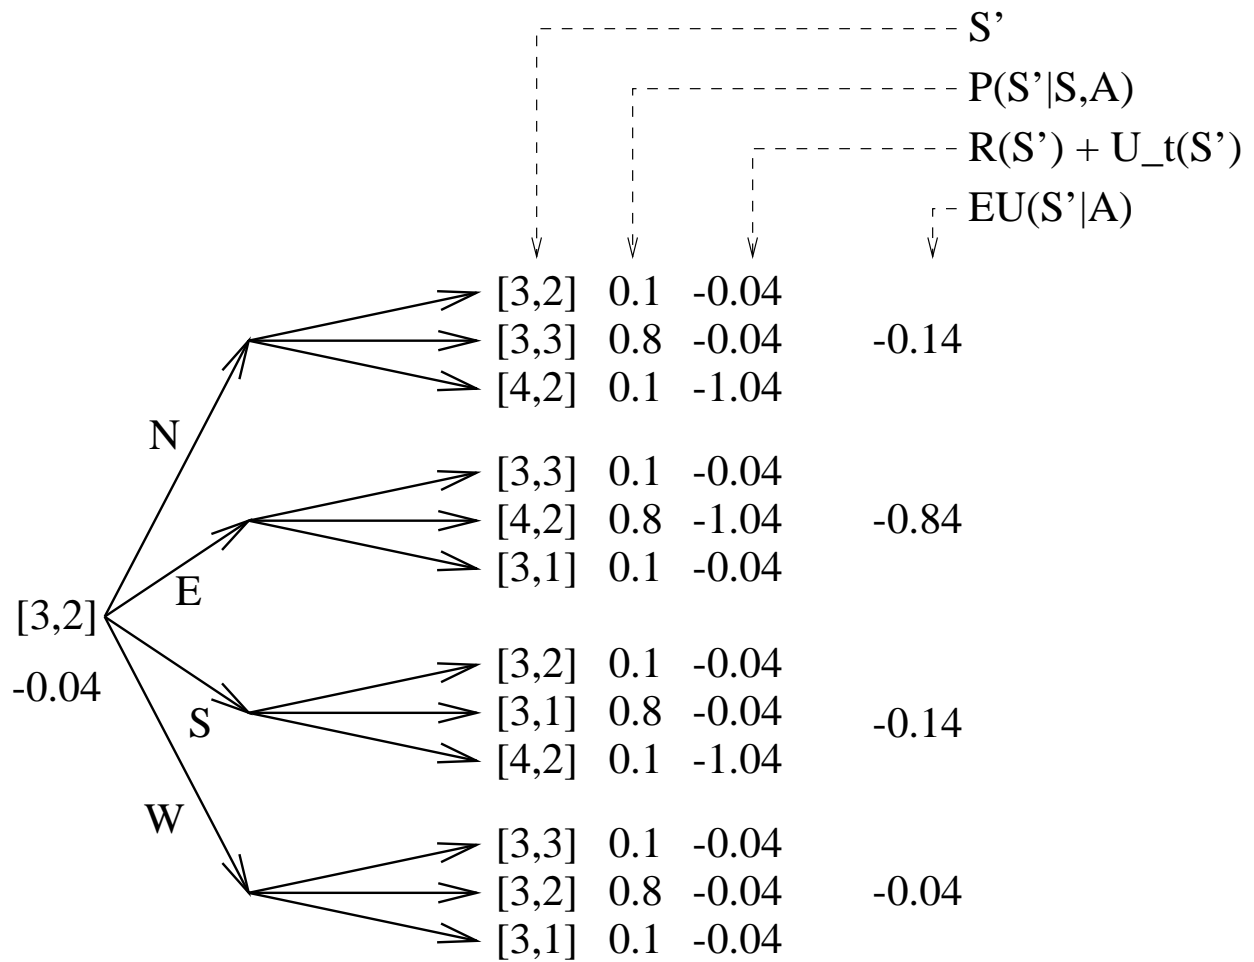 S’
P(S’|S,A)
R(S’) + U_t(S’)
EU(S’|A)
[3,2] 0.1 -0.04
[3,3] 0.8 -0.04 -0.14
[4,2] 0.1 -1.04
N
[3,3] 0.1 -0.04
[4,2] 0.8 -1.04 -0.84
[3,1] 0.1 -0.04
E
[3,2]
-0.04
[3,2] 0.1 -0.04
[3,1] 0.8 -0.04 -0.14
[4,2] 0.1 -1.04
S
W
[3,3] 0.1 -0.04
[3,2] 0.8 -0.04 -0.04
[3,1] 0.1 -0.04